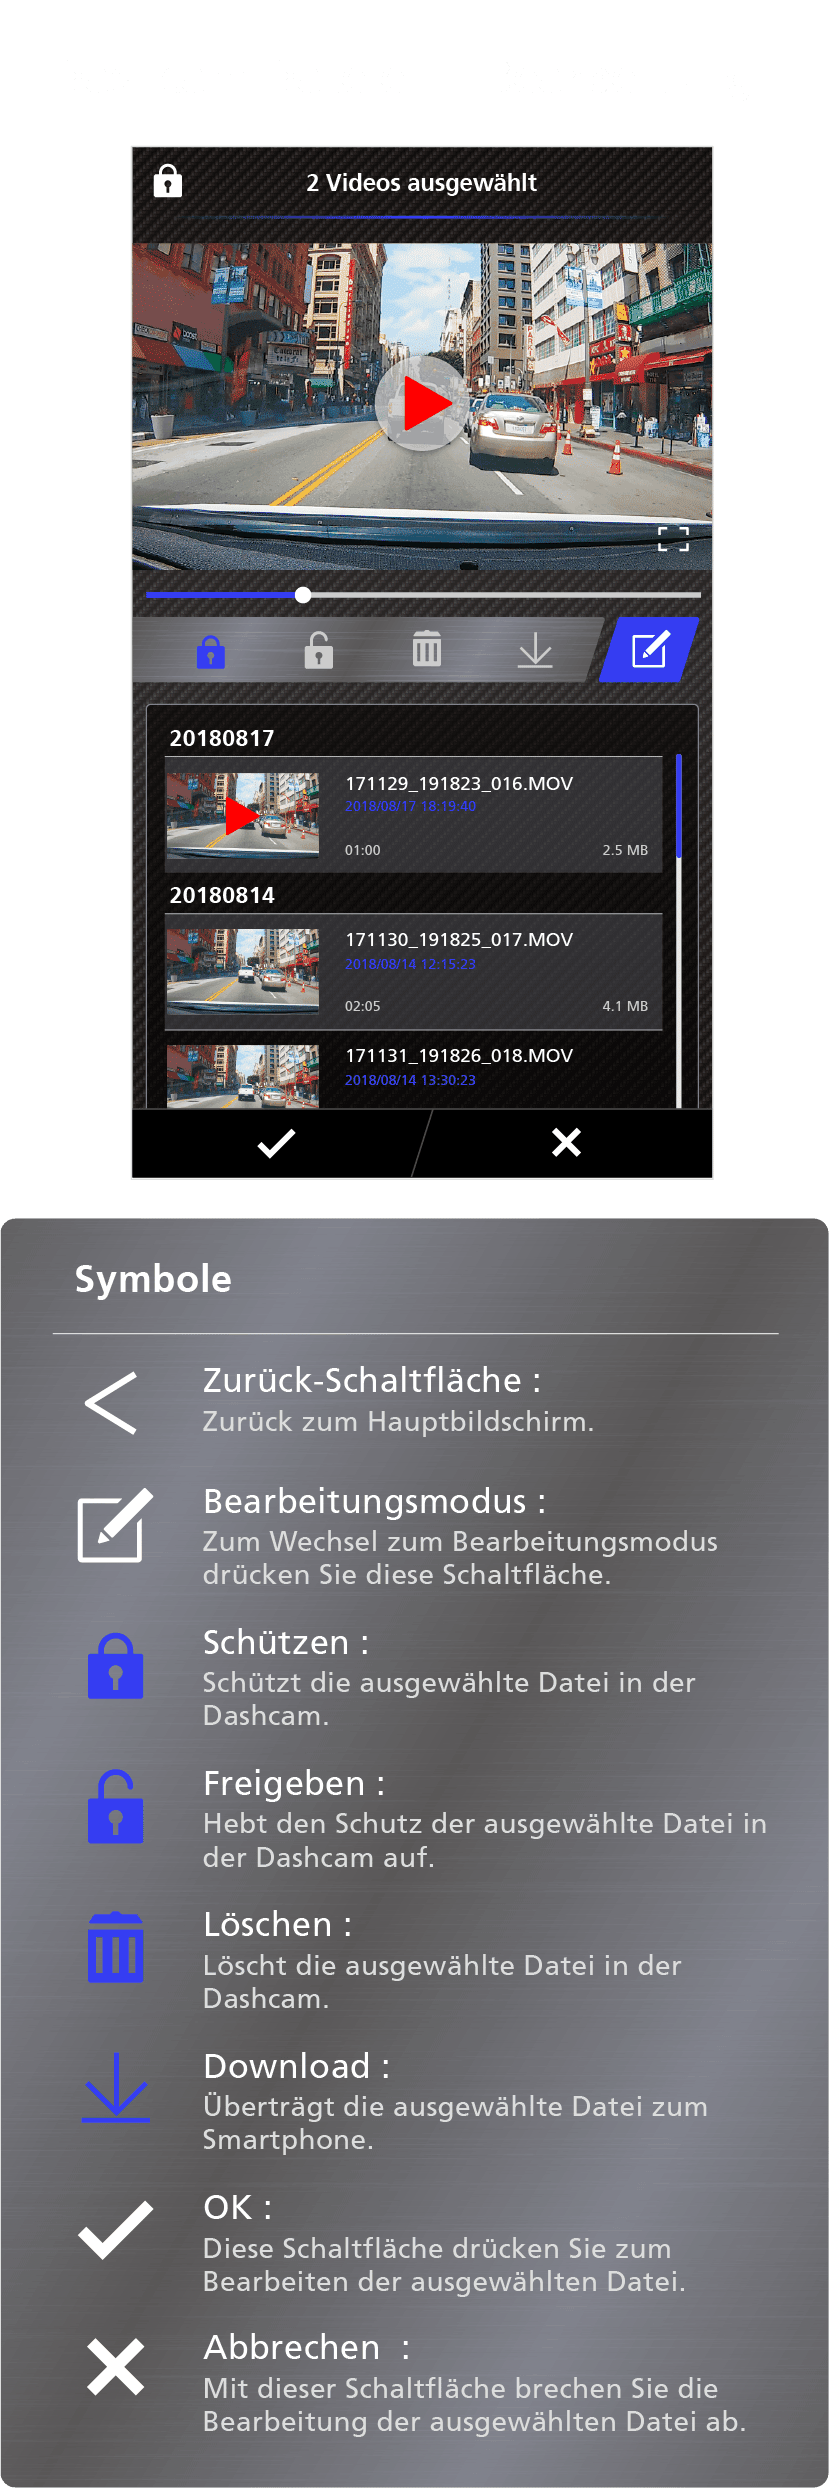 2 Videos ausgewählt
PARKING
20180817
171129_191823_016.MOV
2018/08/17 18:19:40
01:00 2.5 MB
20180814
171130_191825_017.MOV
2018/08/14 12:15:23
02:05 4.1 MB
171131_191826_018.MOV
2018/08/14 13:30:23
Symbole
Zurück-Schaltfläche :
Zurück zum Hauptbildschirm.
Bearbeitungsmodus :
Zum Wechsel zum Bearbeitungsmodus
drücken Sie diese Schaltfläche.
Schützen :
Schützt die ausgewählte Datei in der
Dashcam.
Freigeben :
Hebt den Schutz der ausgewählte Datei in
der Dashcam auf.
Löschen :
Löscht die ausgewählte Datei in der
Dashcam.
Download :
Überträgt die ausgewählte Datei zum
Smartphone.
OK :
Diese Schaltfläche drücken Sie zum
Bearbeiten der ausgewählten Datei.
Abbrechen :
Mit dieser Schaltfläche brechen Sie die
Bearbeitung der ausgewählten Datei ab.